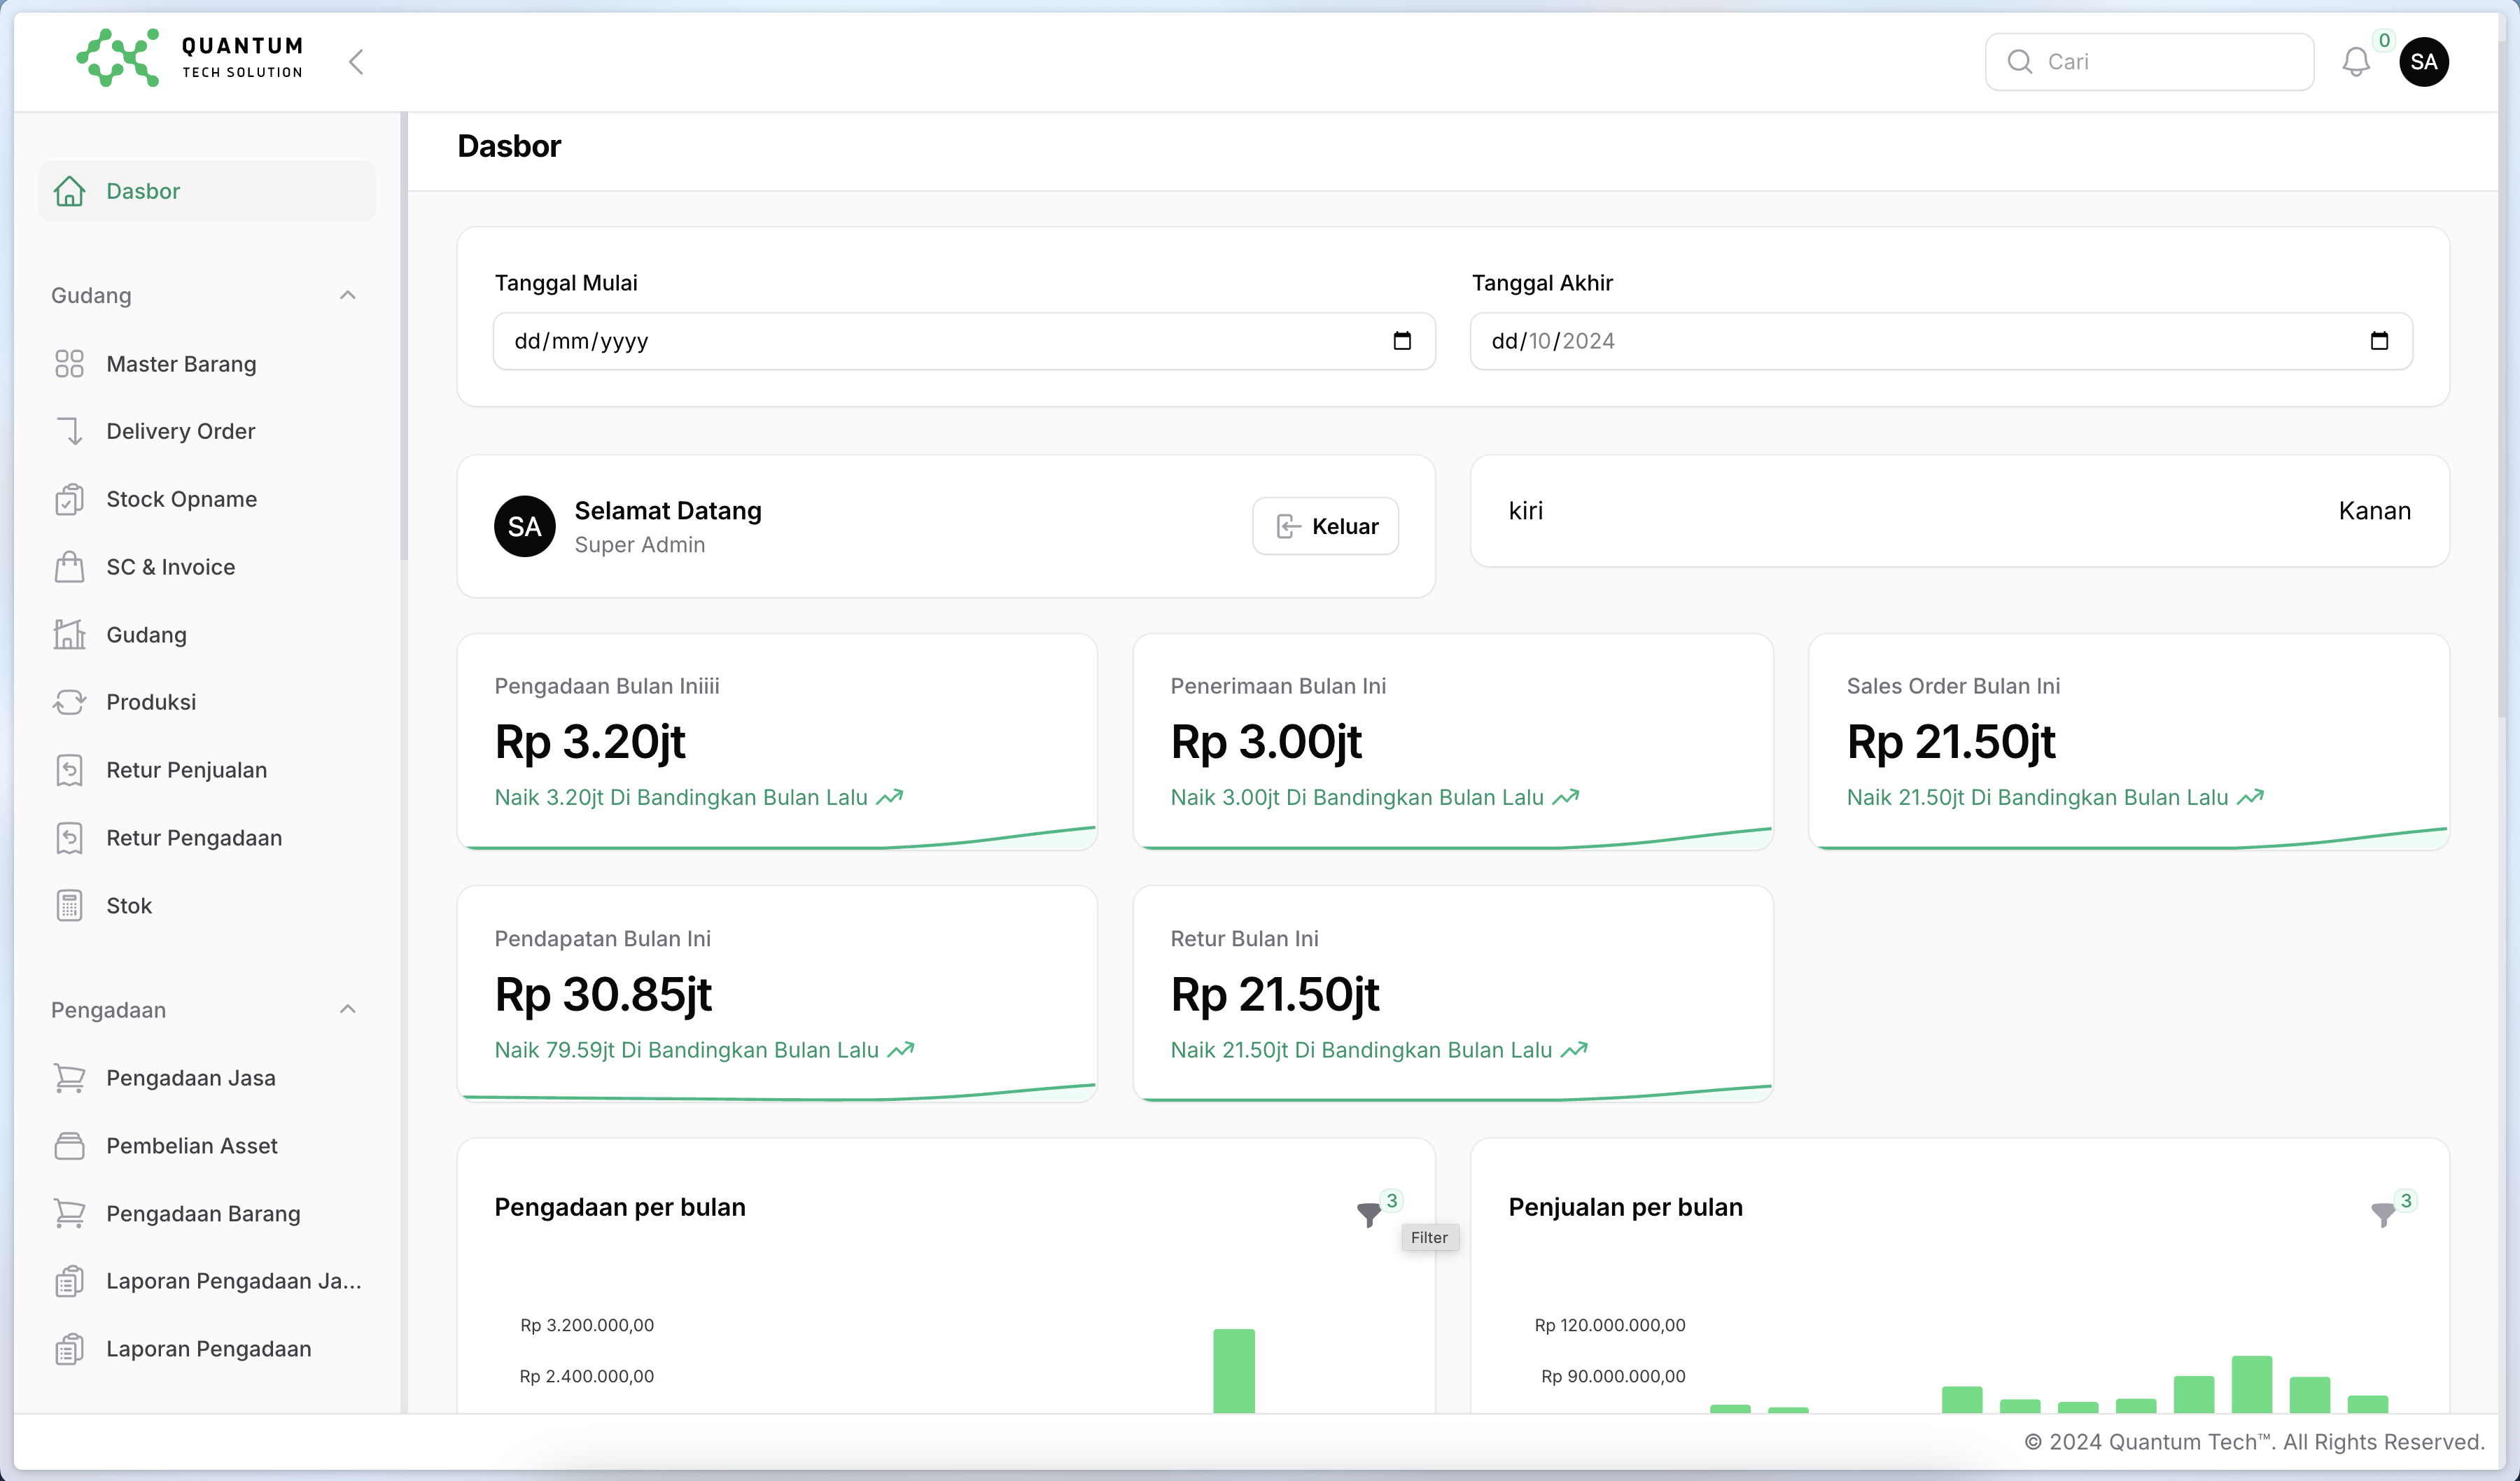 QUANTUM
TECH SOLUTION
Cari
0
SA
Dasbor
Dasbor
Gudang
Master Barang
Delivery Order
Stock Opname
SC & Invoice
Gudang
Produksi
Retur Penjualan
Retur Pengadaan
Stok
Pengadaan
Pengadaan Jasa
Pembelian Asset
Pengadaan Barang
Laporan Pengadaan Ja...
Laporan Pengadaan
Tanggal Mulai
dd/mm/yyyy
Tanggal Akhir
dd/10/2024
SA
Selamat Datang
Super Admin
Keluar
kiri
Kanan
Pengadaan Bulan Iniiii
Rp 3.20jt
Naik 3.20jt Di Bandingkan Bulan Lalu
Penerimaan Bulan Ini
Rp 3.00jt
Naik 3.00jt Di Bandingkan Bulan Lalu
Sales Order Bulan Ini
Rp 21.50jt
Naik 21.50jt Di Bandingkan Bulan Lalu
Pendapatan Bulan Ini
Rp 30.85jt
Naik 79.59jt Di Bandingkan Bulan Lalu
Retur Bulan Ini
Rp 21.50jt
Naik 21.50jt Di Bandingkan Bulan Lalu
Pengadaan per bulan
3
Filter
Rp 3.200.000,00
Rp 2.400.000,00
Penjualan per bulan
3
Rp 120.000.000,00
Rp 90.000.000,00
© 2024 Quantum Tech™. All Rights Reserved.